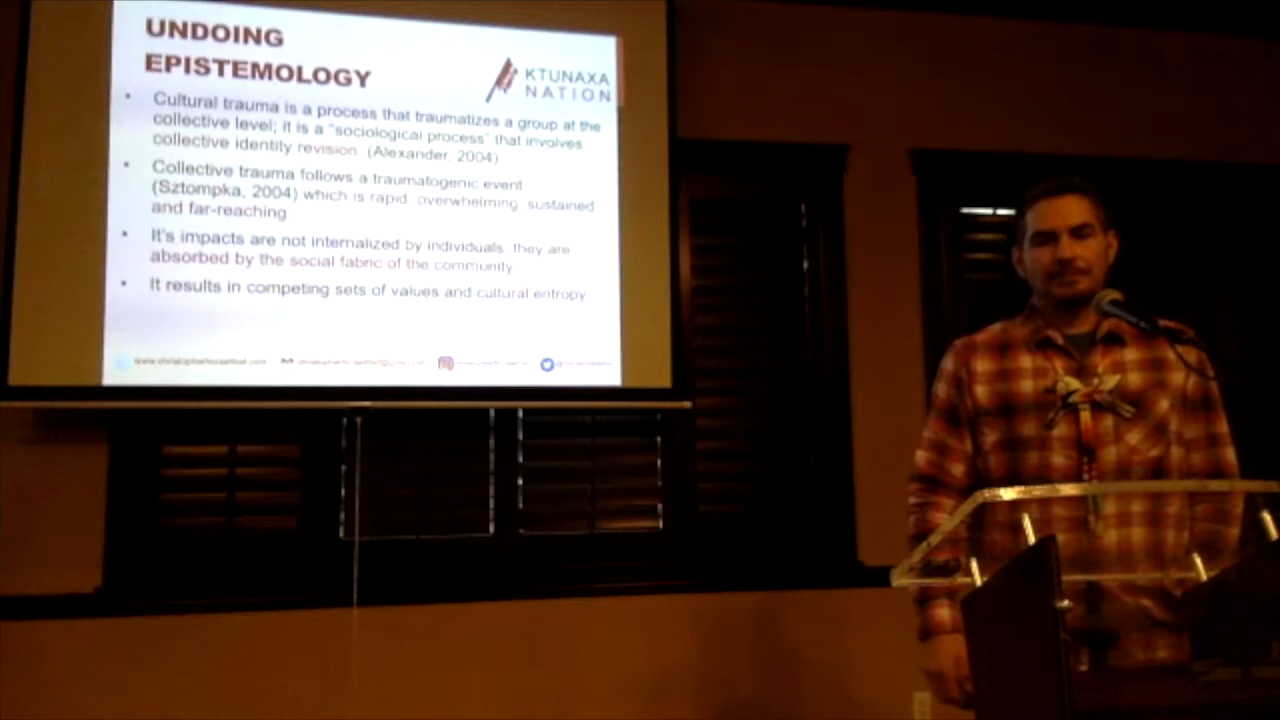 UNDOING
EPISTEMOLOGY
KTUNAXA
NATION
• Cultural trauma is a process that traumatizes a group at the
collective level; it is a "sociological process" that involves
collective identity revision. (Alexander, 2004)
• Collective trauma follows a traumatogenic event
(Sztompka, 2004) which is rapid, overwhelming, sustained
and far-reaching
• It's impacts are not internalized by individuals, they are
absorbed by the social fabric of the community
• It results in competing sets of values and cultural entropy